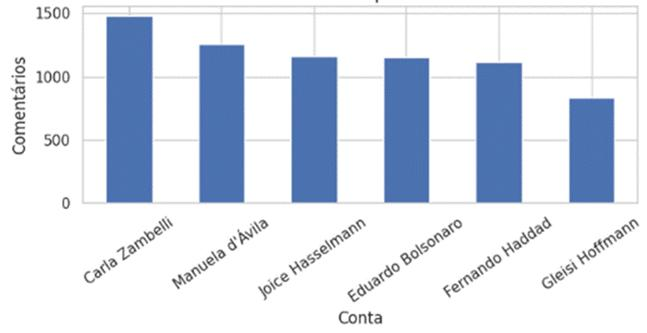 1500
1000
500
0
Comentários
Carla Zambelli
Manuela d'Ávila
Joice Hasselmann
Eduardo Bolsonaro
Fernando Haddad
Gleisi Hoffmann
Conta